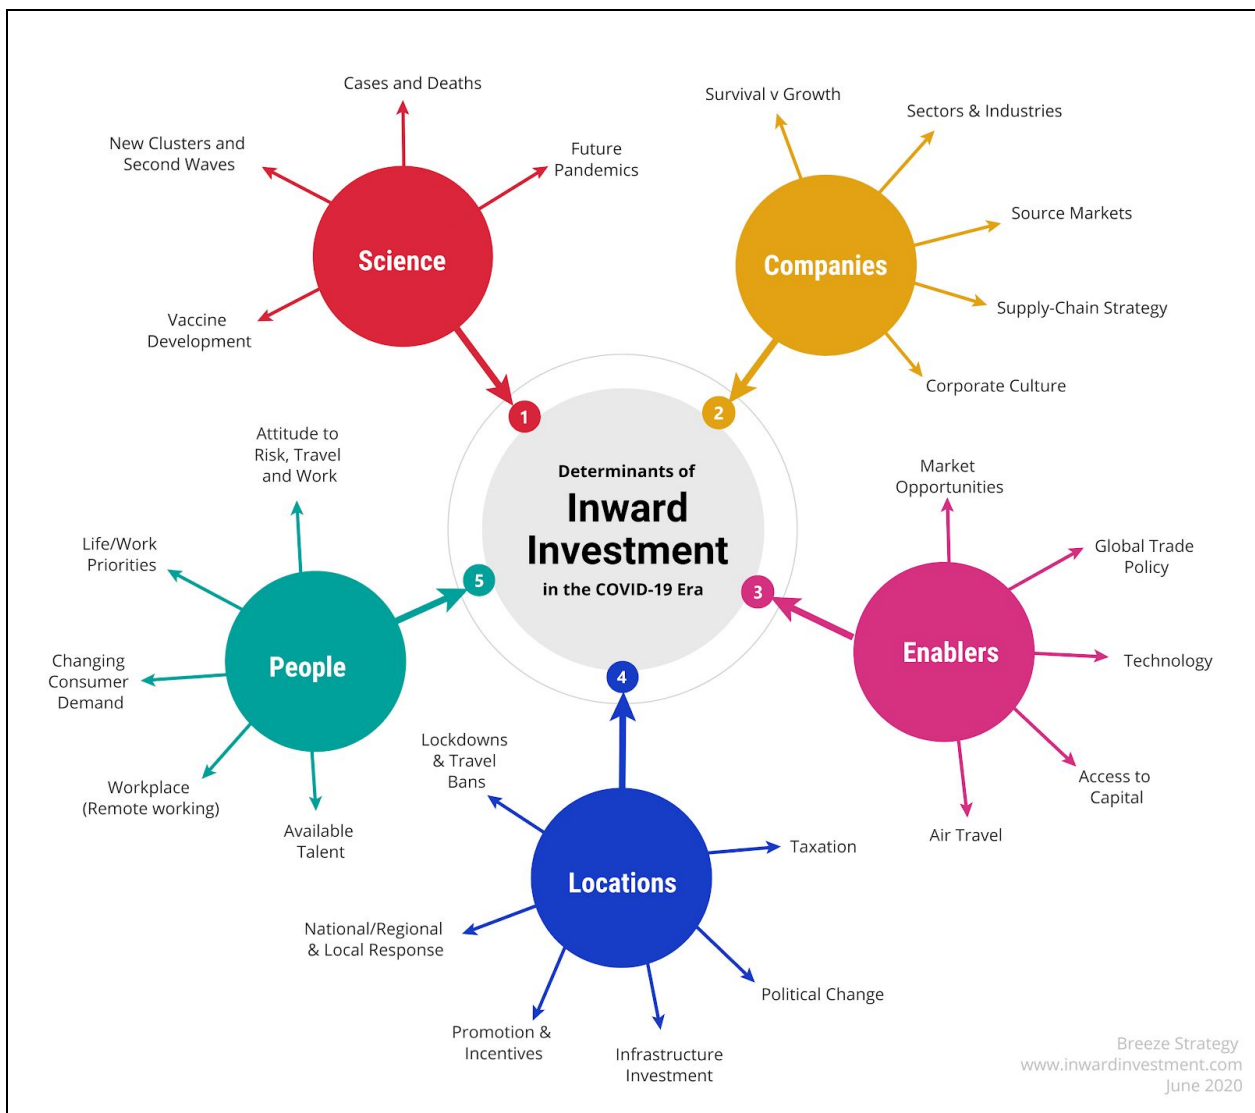 Cases and Deaths
New Clusters and
Second Waves
Future
Pandemics
Vaccine
Development
Science
1
Survival v Growth
Sectors & Industries
Source Markets
Supply-Chain Strategy
Corporate Culture
Companies
2
Determinants of
Inward
Investment
in the COVID-19 Era
Market
Opportunities
Global Trade
Policy
Technology
Access to
Capital
Air Travel
Enablers
3
Lockdowns
& Travel
Bans
Taxation
National/Regional
& Local Response
Political Change
Promotion &
Incentives
Infrastructure
Investment
Locations
4
Attitude to
Risk, Travel
and Work
Life/Work
Priorities
Changing
Consumer
Demand
Workplace
(Remote working)
Available
Talent
People
5
Breeze Strategy
www.inwardinvestment.com
June 2020